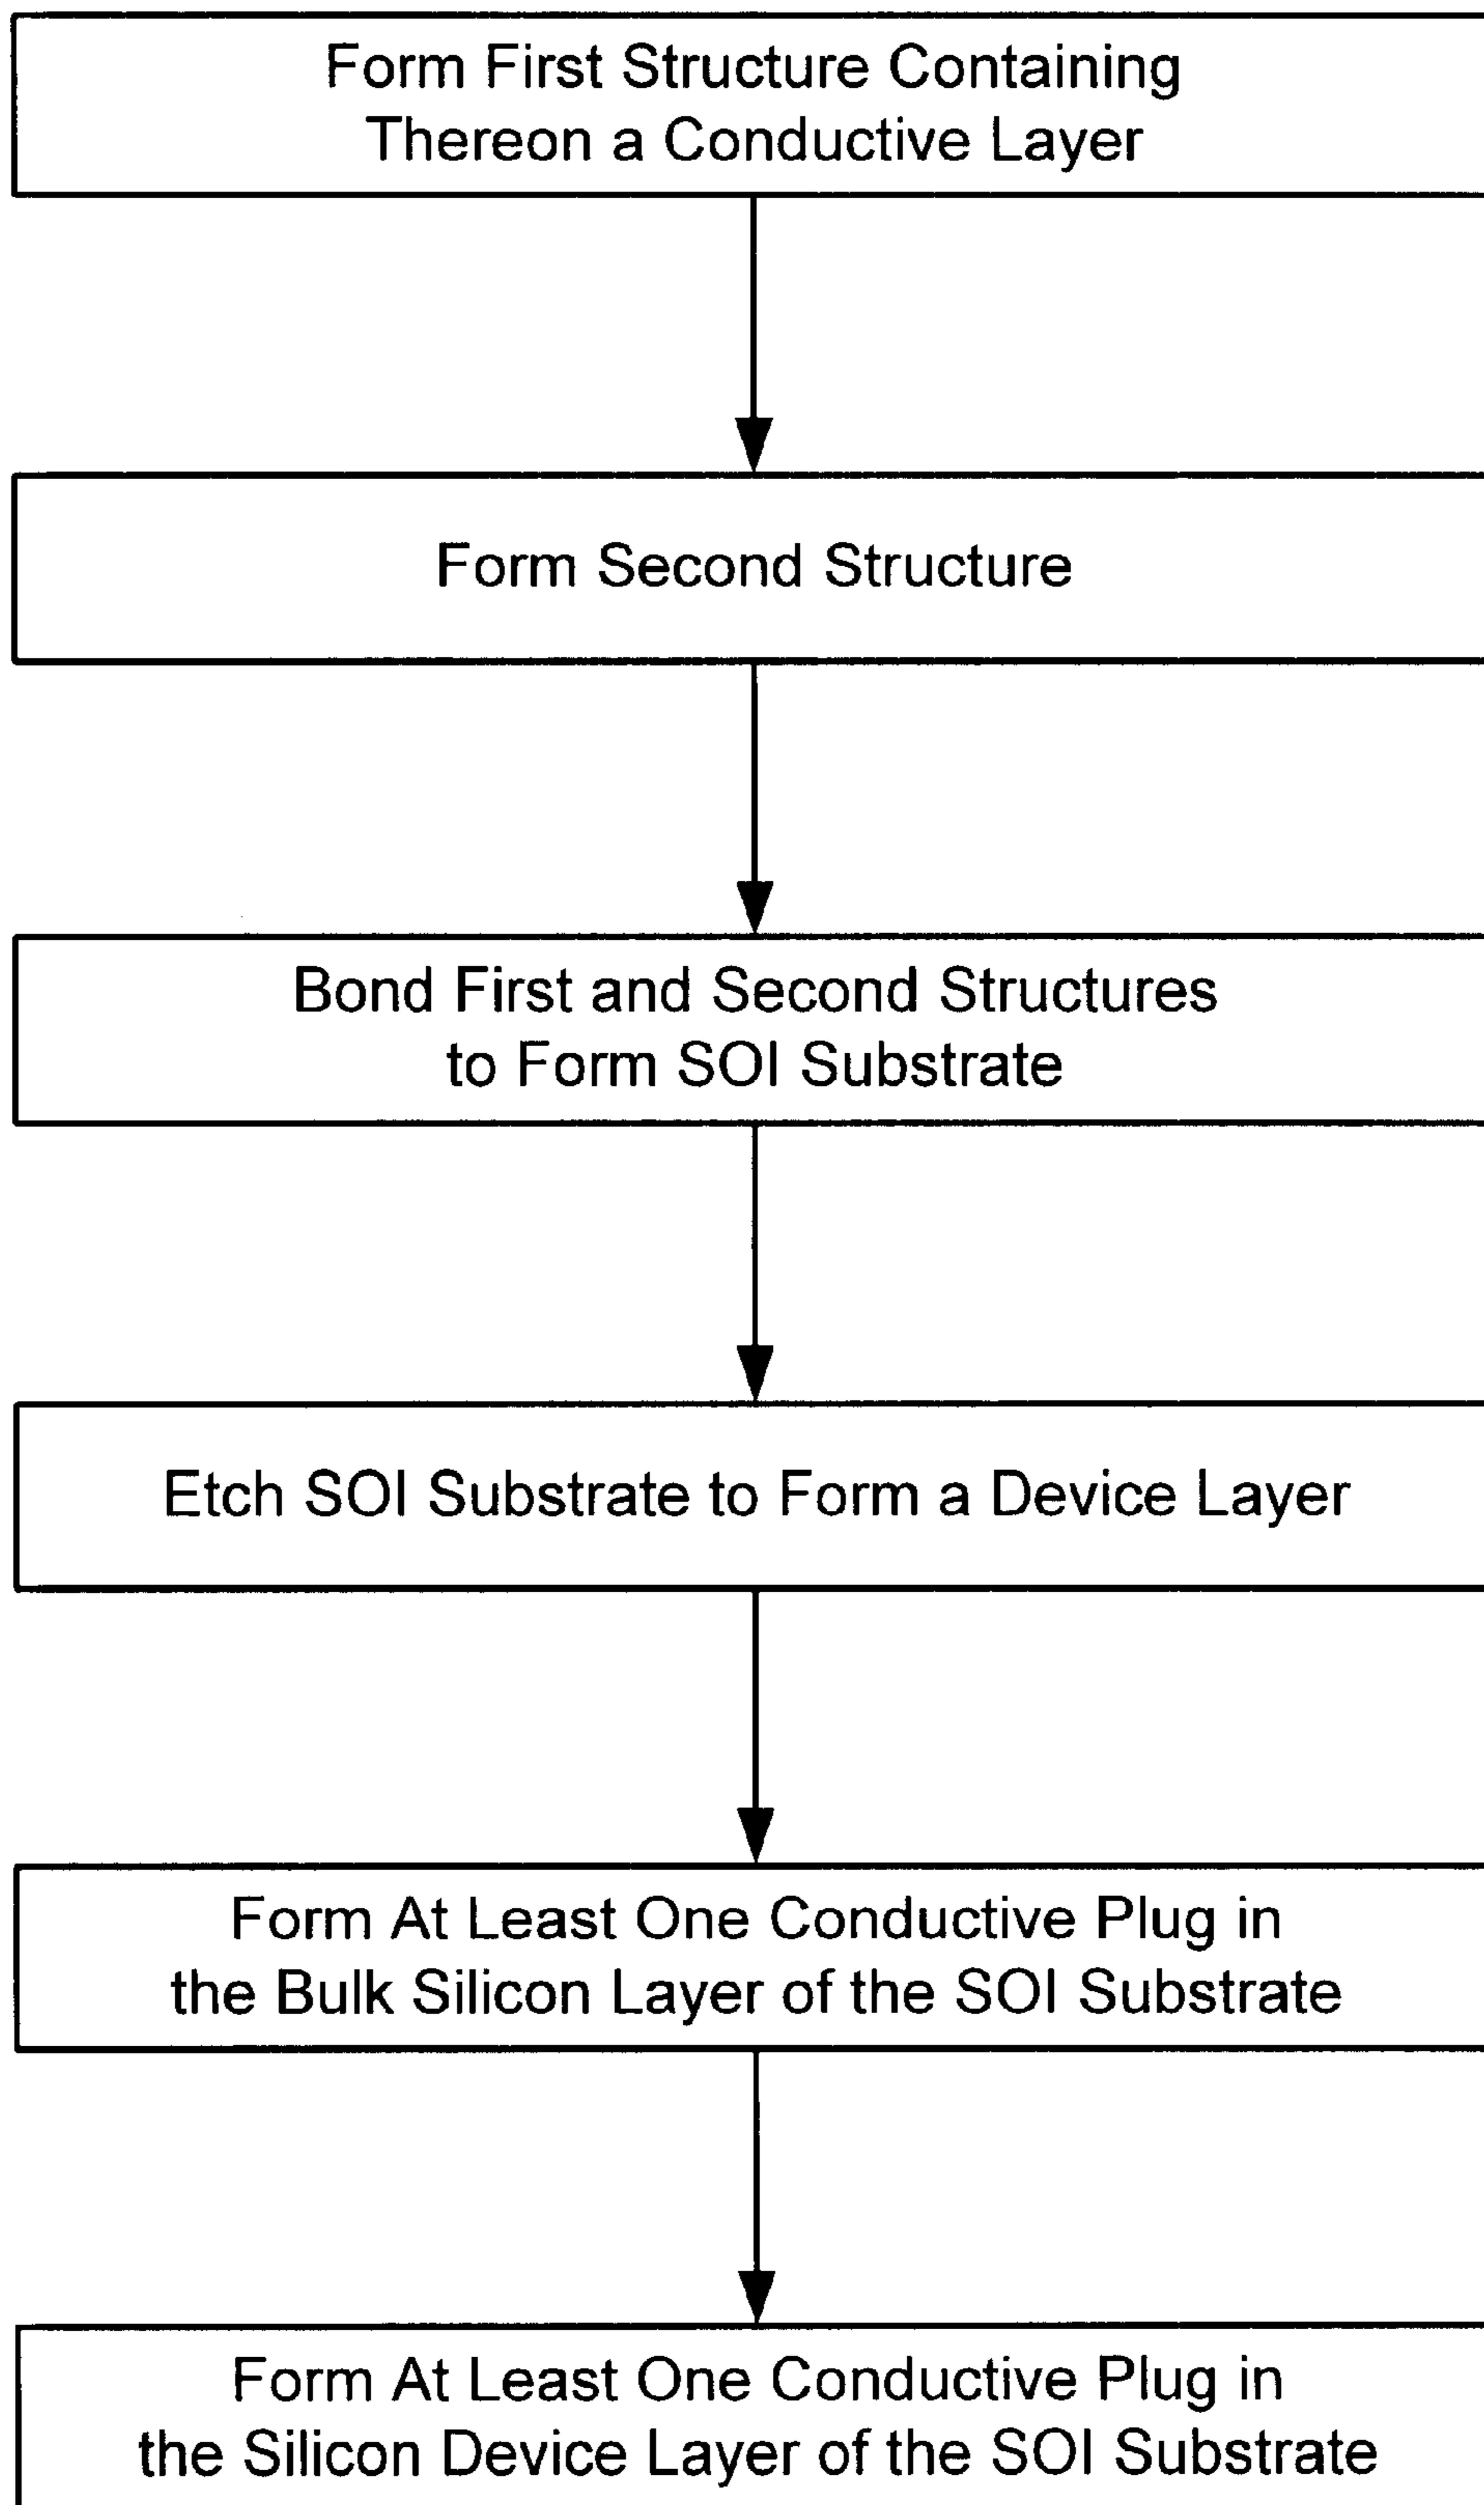 Form First Structure Containing
Thereon a Conductive Layer
Form Second Structure
Bond First and Second Structures
to Form SOI Substrate
Etch SOI Substrate to Form a Device Layer
Form At Least One Conductive Plug in
the Bulk Silicon Layer of the SOI Substrate
Form At Least One Conductive Plug in
the Silicon Device Layer of the SOI Substrate